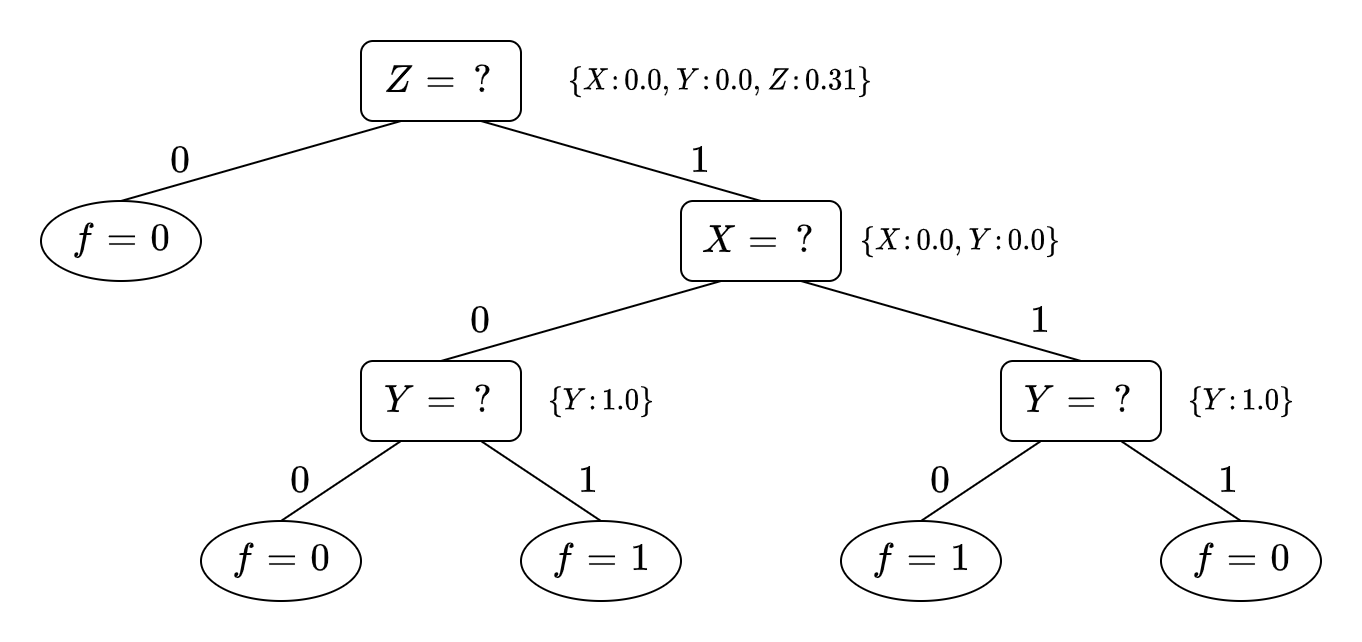 Z = ? {X:0.0, Y:0.0, Z:0.31}
0 1
f = 0 X = ? {X:0.0, Y:0.0}
0 1
Y = ? {Y:1.0} Y = ? {Y:1.0}
0 1 0 1
f = 0 f = 1 f = 1 f = 0